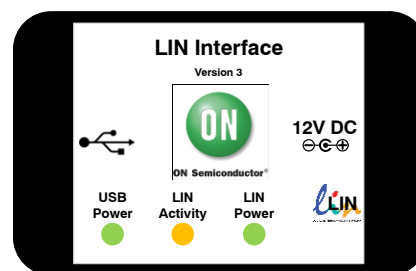 LIN Interface
Version 3
ON
ON Semiconductor®
12V DC
USB Power
LIN Activity
LIN Power
LIN